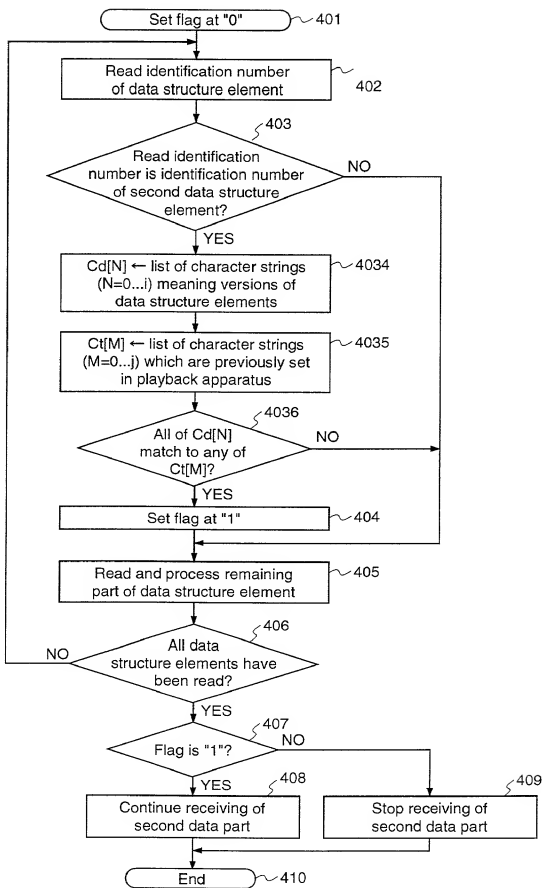 Set flag at "0"
401
Read identification number
of data structure element
402
403
Read identification
number is identification number
of second data structure
element?
NO
YES
Cd[N] ← list of character strings
(N=0...i) meaning versions of
data structure elements
4034
Ct[M] ← list of character strings
(M=0...j) which are previously set
in playback apparatus
4035
4036
All of Cd[N]
match to any of
Ct[M]?
NO
YES
Set flag at "1"
404
Read and process remaining
part of data structure element
405
406
All data
structure elements have
been read?
NO
YES
407
Flag is "1"?
NO
YES
408
Continue receiving of
second data part
409
Stop receiving of
second data part
End
410